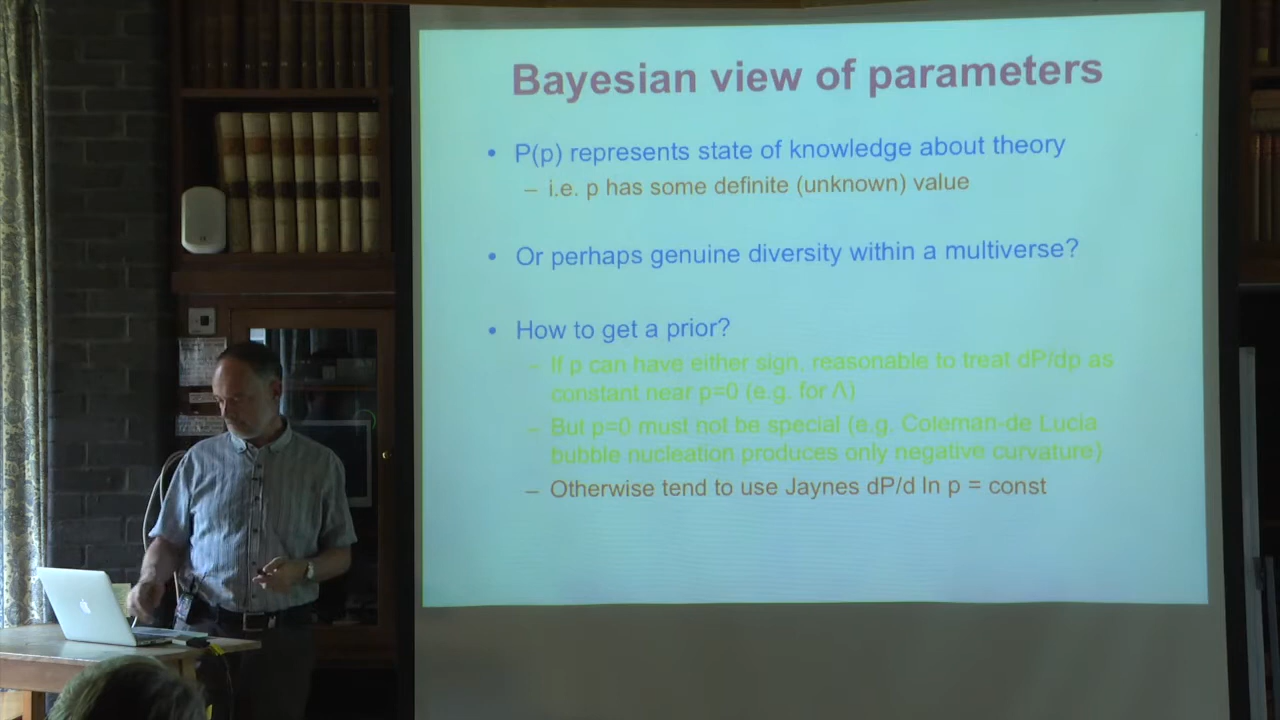 Bayesian view of parameters
• P(p) represents state of knowledge about theory
– i.e. p has some definite (unknown) value
• Or perhaps genuine diversity within a multiverse?
• How to get a prior?
– If p can have either sign, reasonable to treat dP/dp as
constant near p=0 (e.g. for Λ)
– But p=0 must not be special (e.g. Coleman-de Lucia
bubble nucleation produces only negative curvature)
– Otherwise tend to use Jaynes dP/d ln p = const